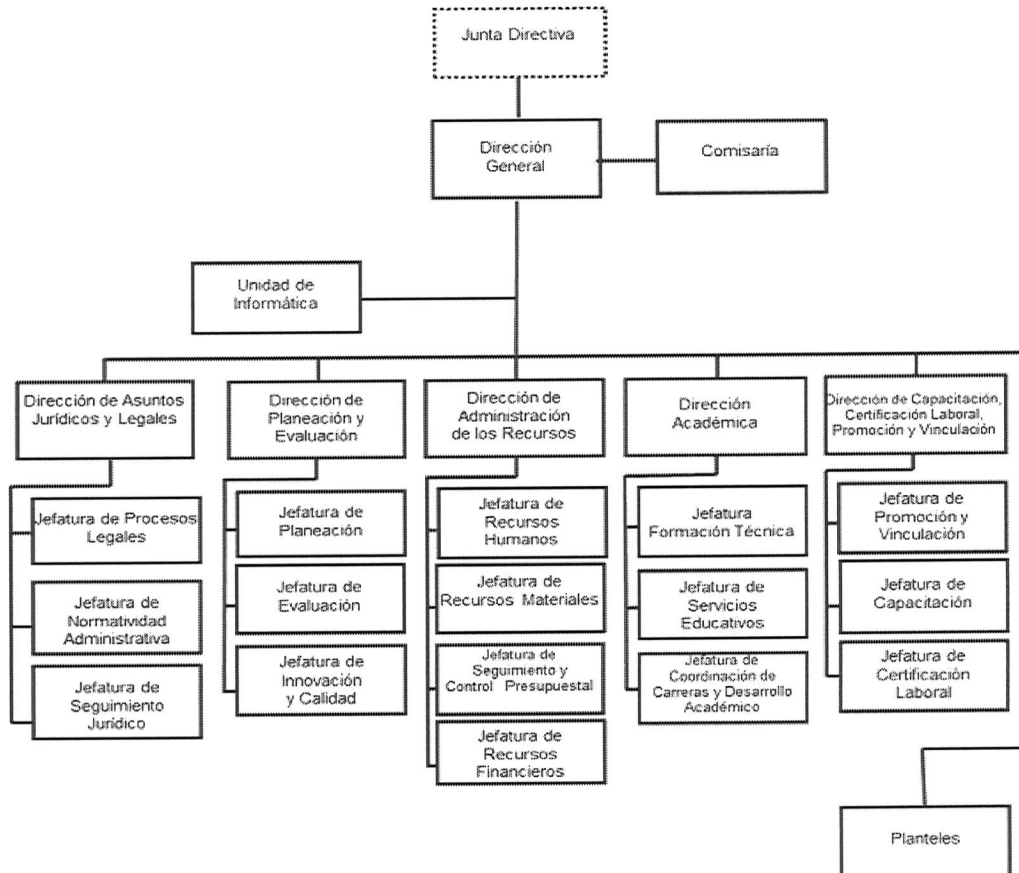 Junta Directiva
Dirección
General
Comisaría
Unidad de
Informática
Dirección de Asuntos
Jurídicos y Legales
Dirección de
Planeación y
Evaluación
Dirección de
Administración
de los Recursos
Dirección
Académica
Dirección de Capacitación,
Certificación Laboral,
Promoción y Vinculación
Jefatura de Procesos
Legales
Jefatura de
Normatividad
Administrativa
Jefatura de
Seguimiento
Jurídico
Jefatura de
Planeación
Jefatura de
Evaluación
Jefatura de
Innovación
y Calidad
Jefatura de
Recursos
Humanos
Jefatura de
Recursos Materiales
Jefatura de
Seguimiento y
Control Presupuestal
Jefatura de
Recursos
Financieros
Jefatura
Formación Técnica
Jefatura de
Servicios
Educativos
Jefatura de
Coordinación de
Carreras y Desarrollo
Académico
Jefatura de
Promoción y
Vinculación
Jefatura de
Capacitación
Jefatura de
Certificación
Laboral
Planteles